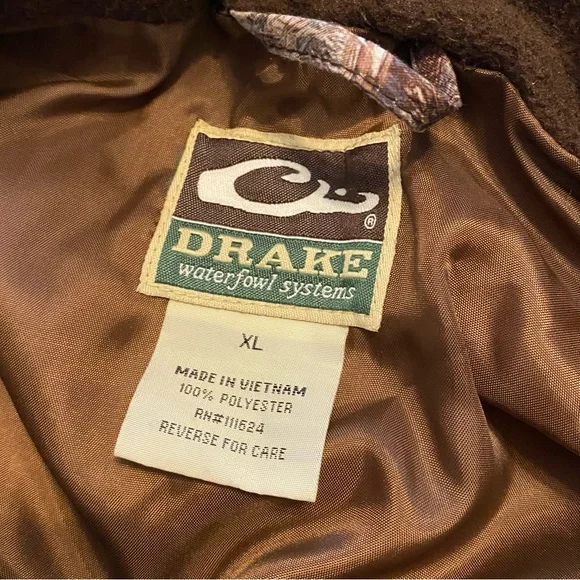 ®
DRAKE
waterfowl systems
XL
MADE IN VIETNAM
100% POLYESTER
RN#111624
REVERSE FOR CARE